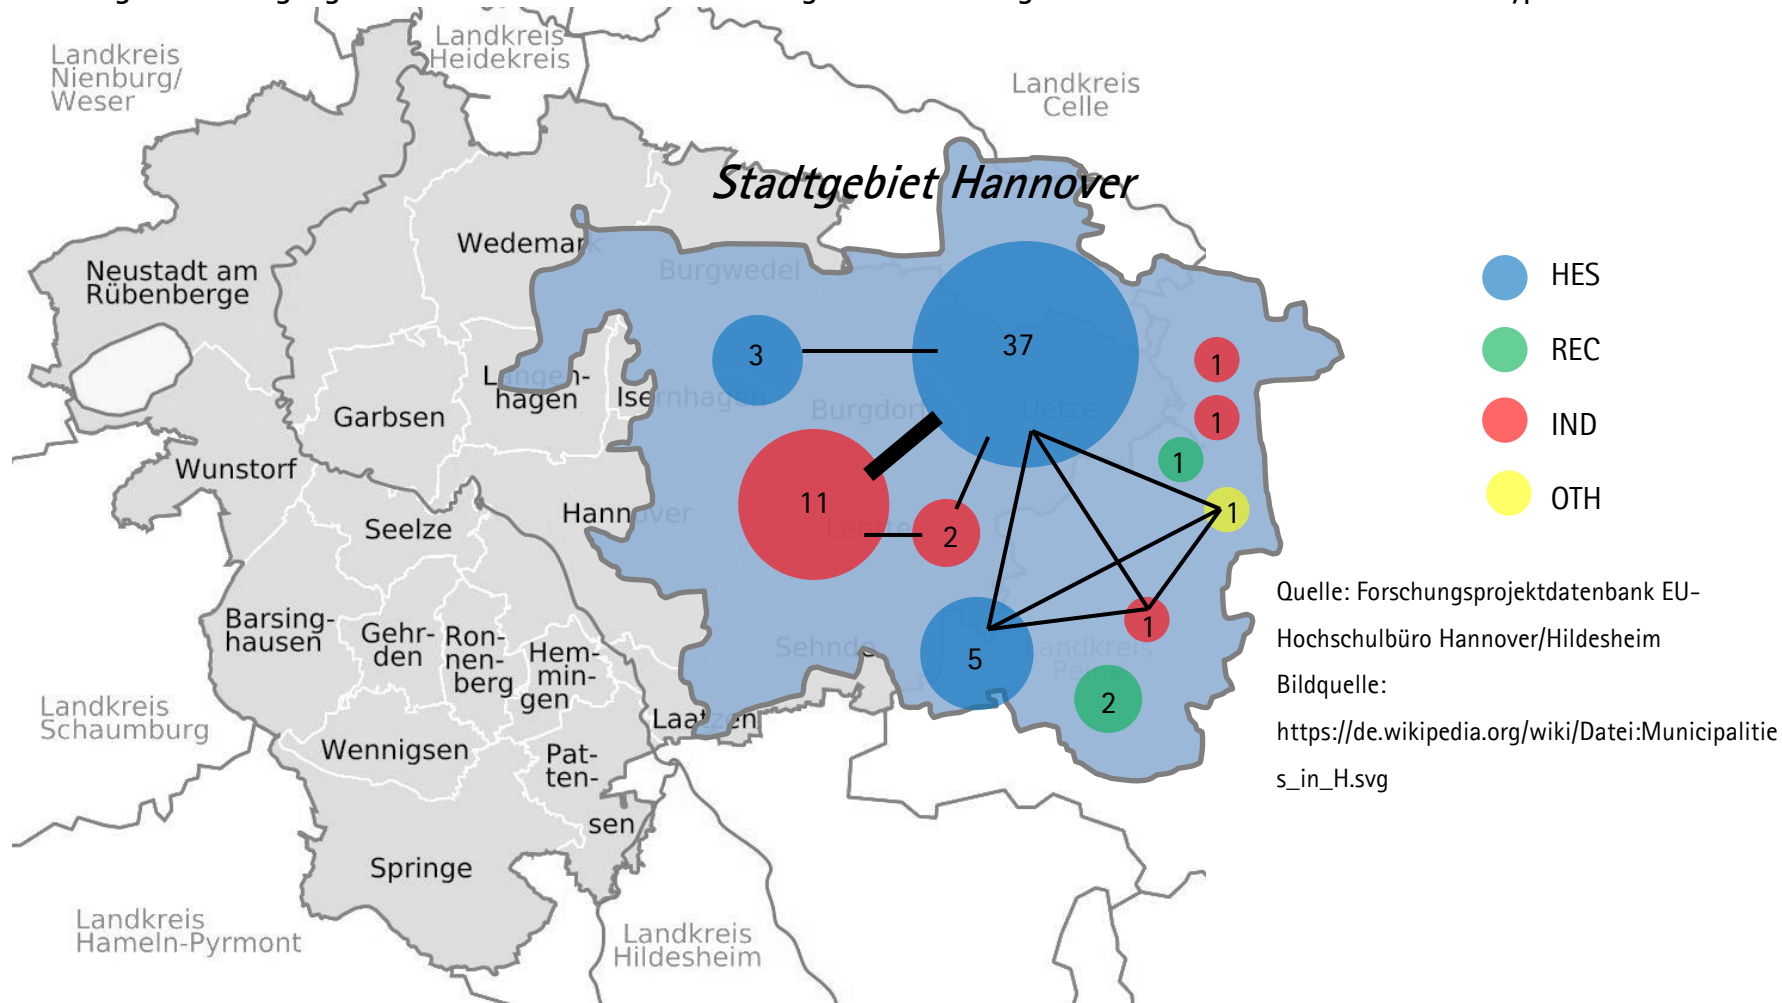 Landkreis
Nienburg/
Weser
Landkreis
Heidekreis
Landkreis
Celle
Stadtgebiet Hannover
Wedemark
Burgwedel
Neustadt am
Rübenberge
HES
37
3
REC
1
Langen-
hagen
Isernhagen
Burgdorf
Uetze
Garbsen
1
IND
Wunstorf
1
11
OTH
Seelze
Hannover
Lehrte
2
1
Quelle: Forschungsprojektdatenbank EU-
Hochschulbüro Hannover/Hildesheim
Bildquelle:
https://de.wikipedia.org/wiki/Datei:Municipalitie
s_in_H.svg
Barsing-
hausen
Gehr-
den
Ron-
nen-
berg
Hem-
min-
gen
Sehnde
5
1
Landkreis
Peine
2
Landkreis
Schaumburg
Laatzen
Wennigsen
Pat-
ten-
sen
Springe
Landkreis
Hameln-Pyrmont
Landkreis
Hildesheim